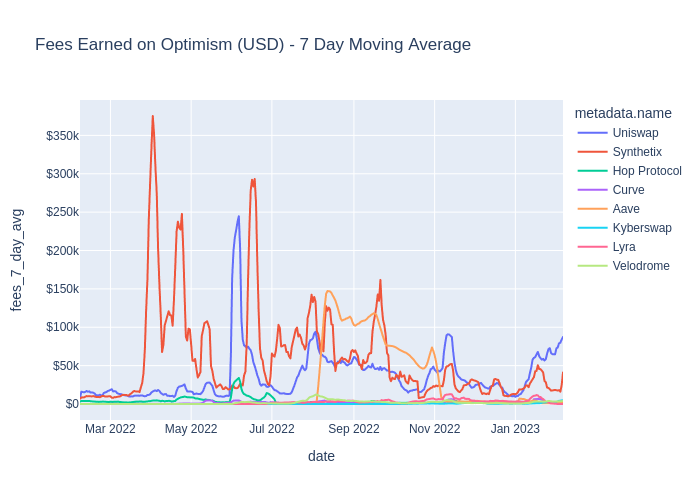 Fees Earned on Optimism (USD) - 7 Day Moving Average
metadata.name
Uniswap
Synthetix
Hop Protocol
Curve
Aave
Kyberswap
Lyra
Velodrome
fees_7_day_avg
$350k
$300k
$250k
$200k
$150k
$100k
$50k
$0
Mar 2022 May 2022 Jul 2022 Sep 2022 Nov 2022 Jan 2023
date